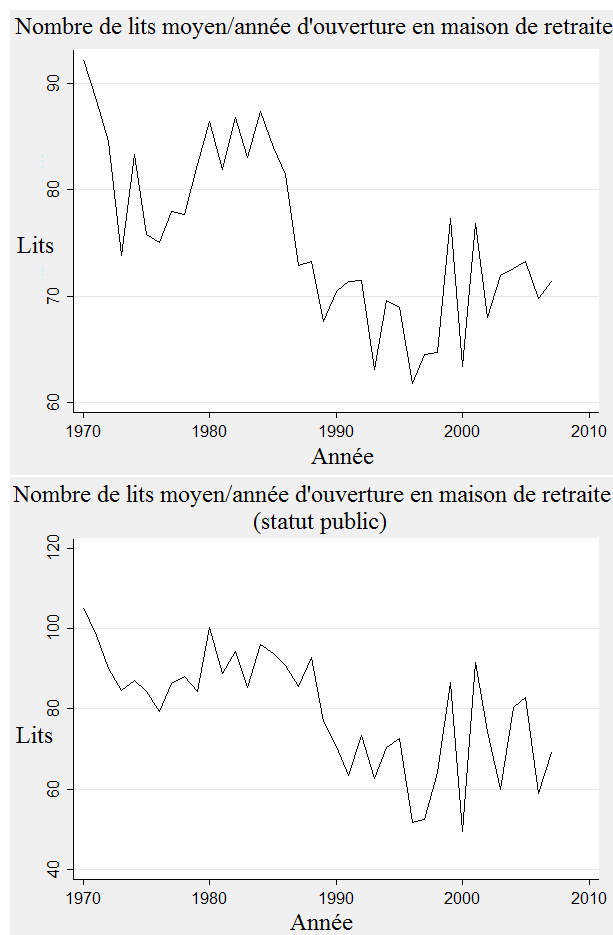 Nombre de lits moyen/année d'ouverture en maison de retraite
90
80
Lits
70
60
1970 1980 1990 2000 2010
Année
Nombre de lits moyen/année d'ouverture en maison de retraite
(statut public)
120
100
80
Lits
60
40
1970 1980 1990 2000 2010
Année